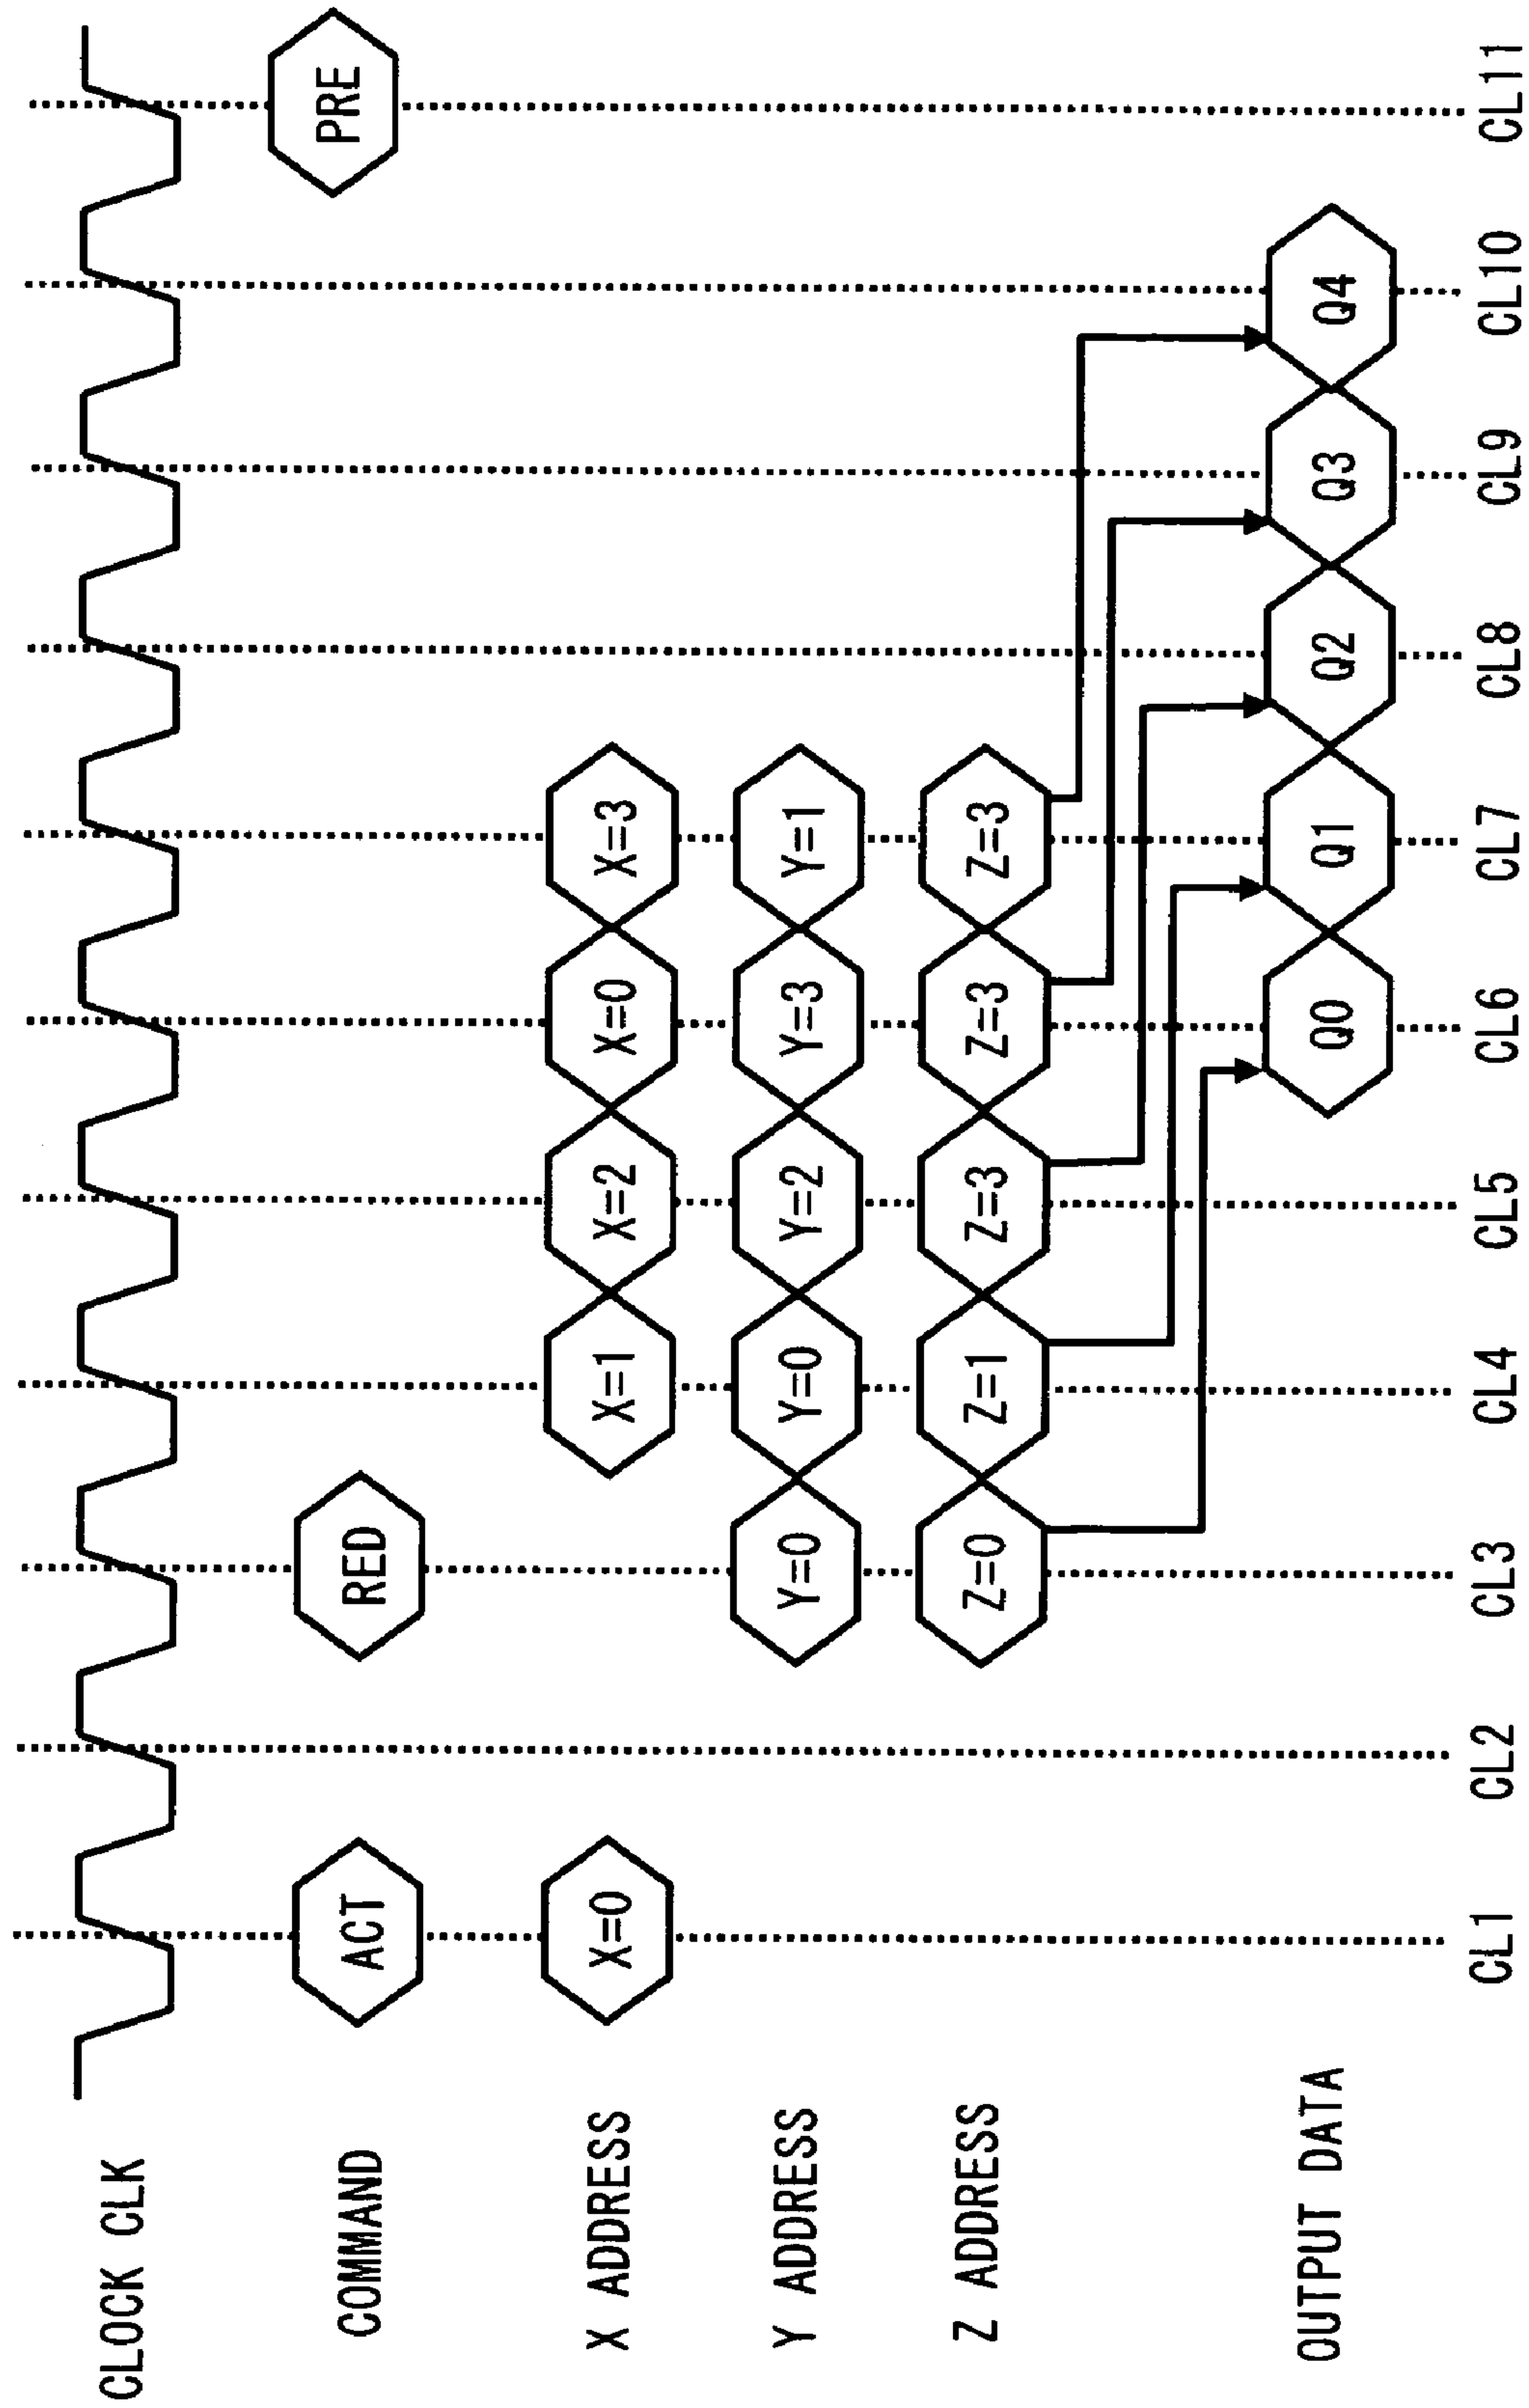 CLOCK CLK
COMMAND ACT RED PRE
X ADDRESS X=0 X=1 X=2 X=0 X=3
Y ADDRESS Y=0 Y=0 Y=2 Y=3 Y=1
Z ADDRESS Z=0 Z=1 Z=3 Z=3 Z=3
OUTPUT DATA Q0 Q1 Q2 Q3 Q4
CL1 CL2 CL3 CL4 CL5 CL6 CL7 CL8 CL9 CL10 CL11